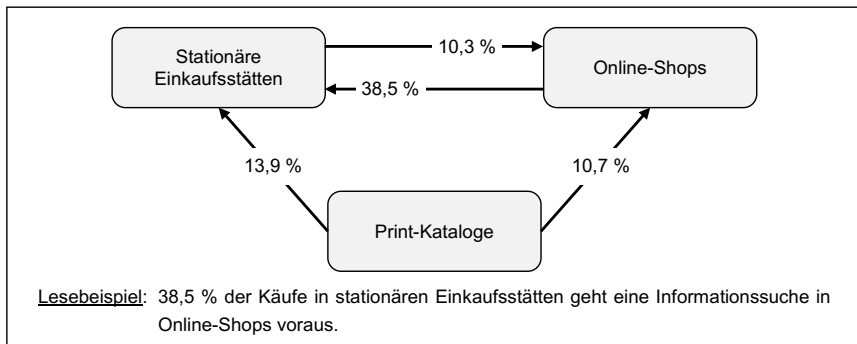 Stationäre
Einkaufsstätten
10,3 %
Online-Shops
38,5 %
13,9 %
10,7 %
Print-Kataloge
Lesebeispiel: 38,5 % der Käufe in stationären Einkaufsstätten geht eine Informationssuche in
Online-Shops voraus.